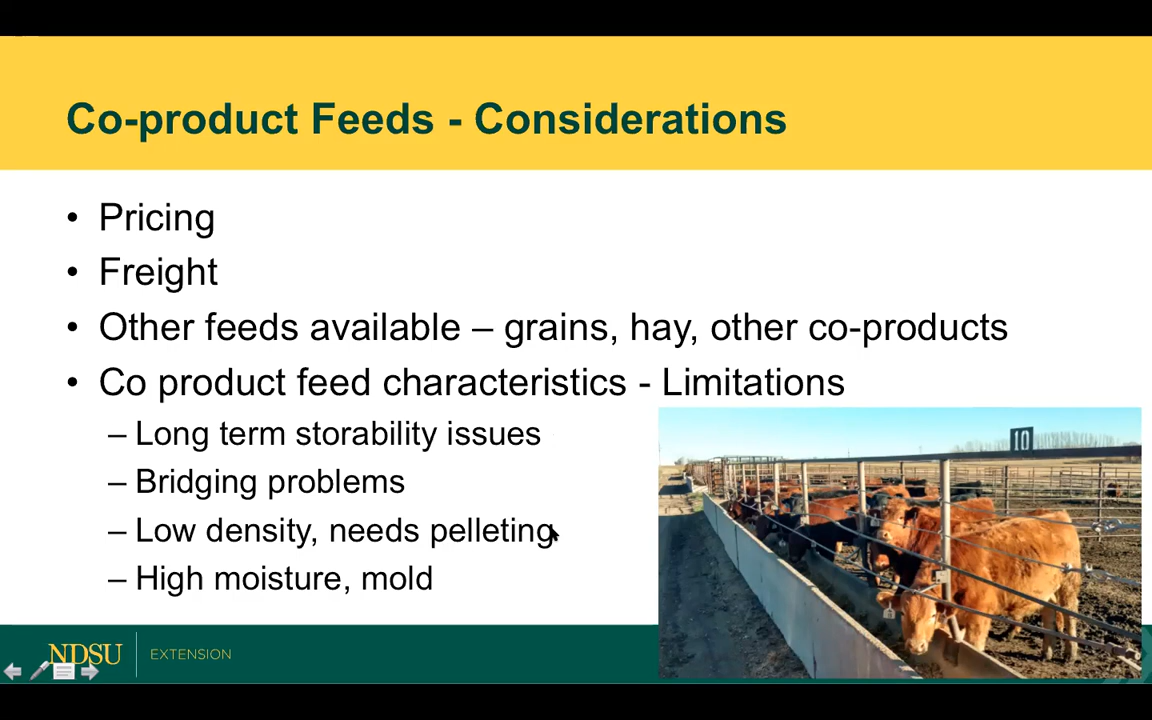 Co-product Feeds - Considerations
• Pricing
• Freight
• Other feeds available – grains, hay, other co-products
• Co product feed characteristics - Limitations
– Long term storability issues
– Bridging problems
– Low density, needs pelleting
– High moisture, mold
10
NDSU EXTENSION